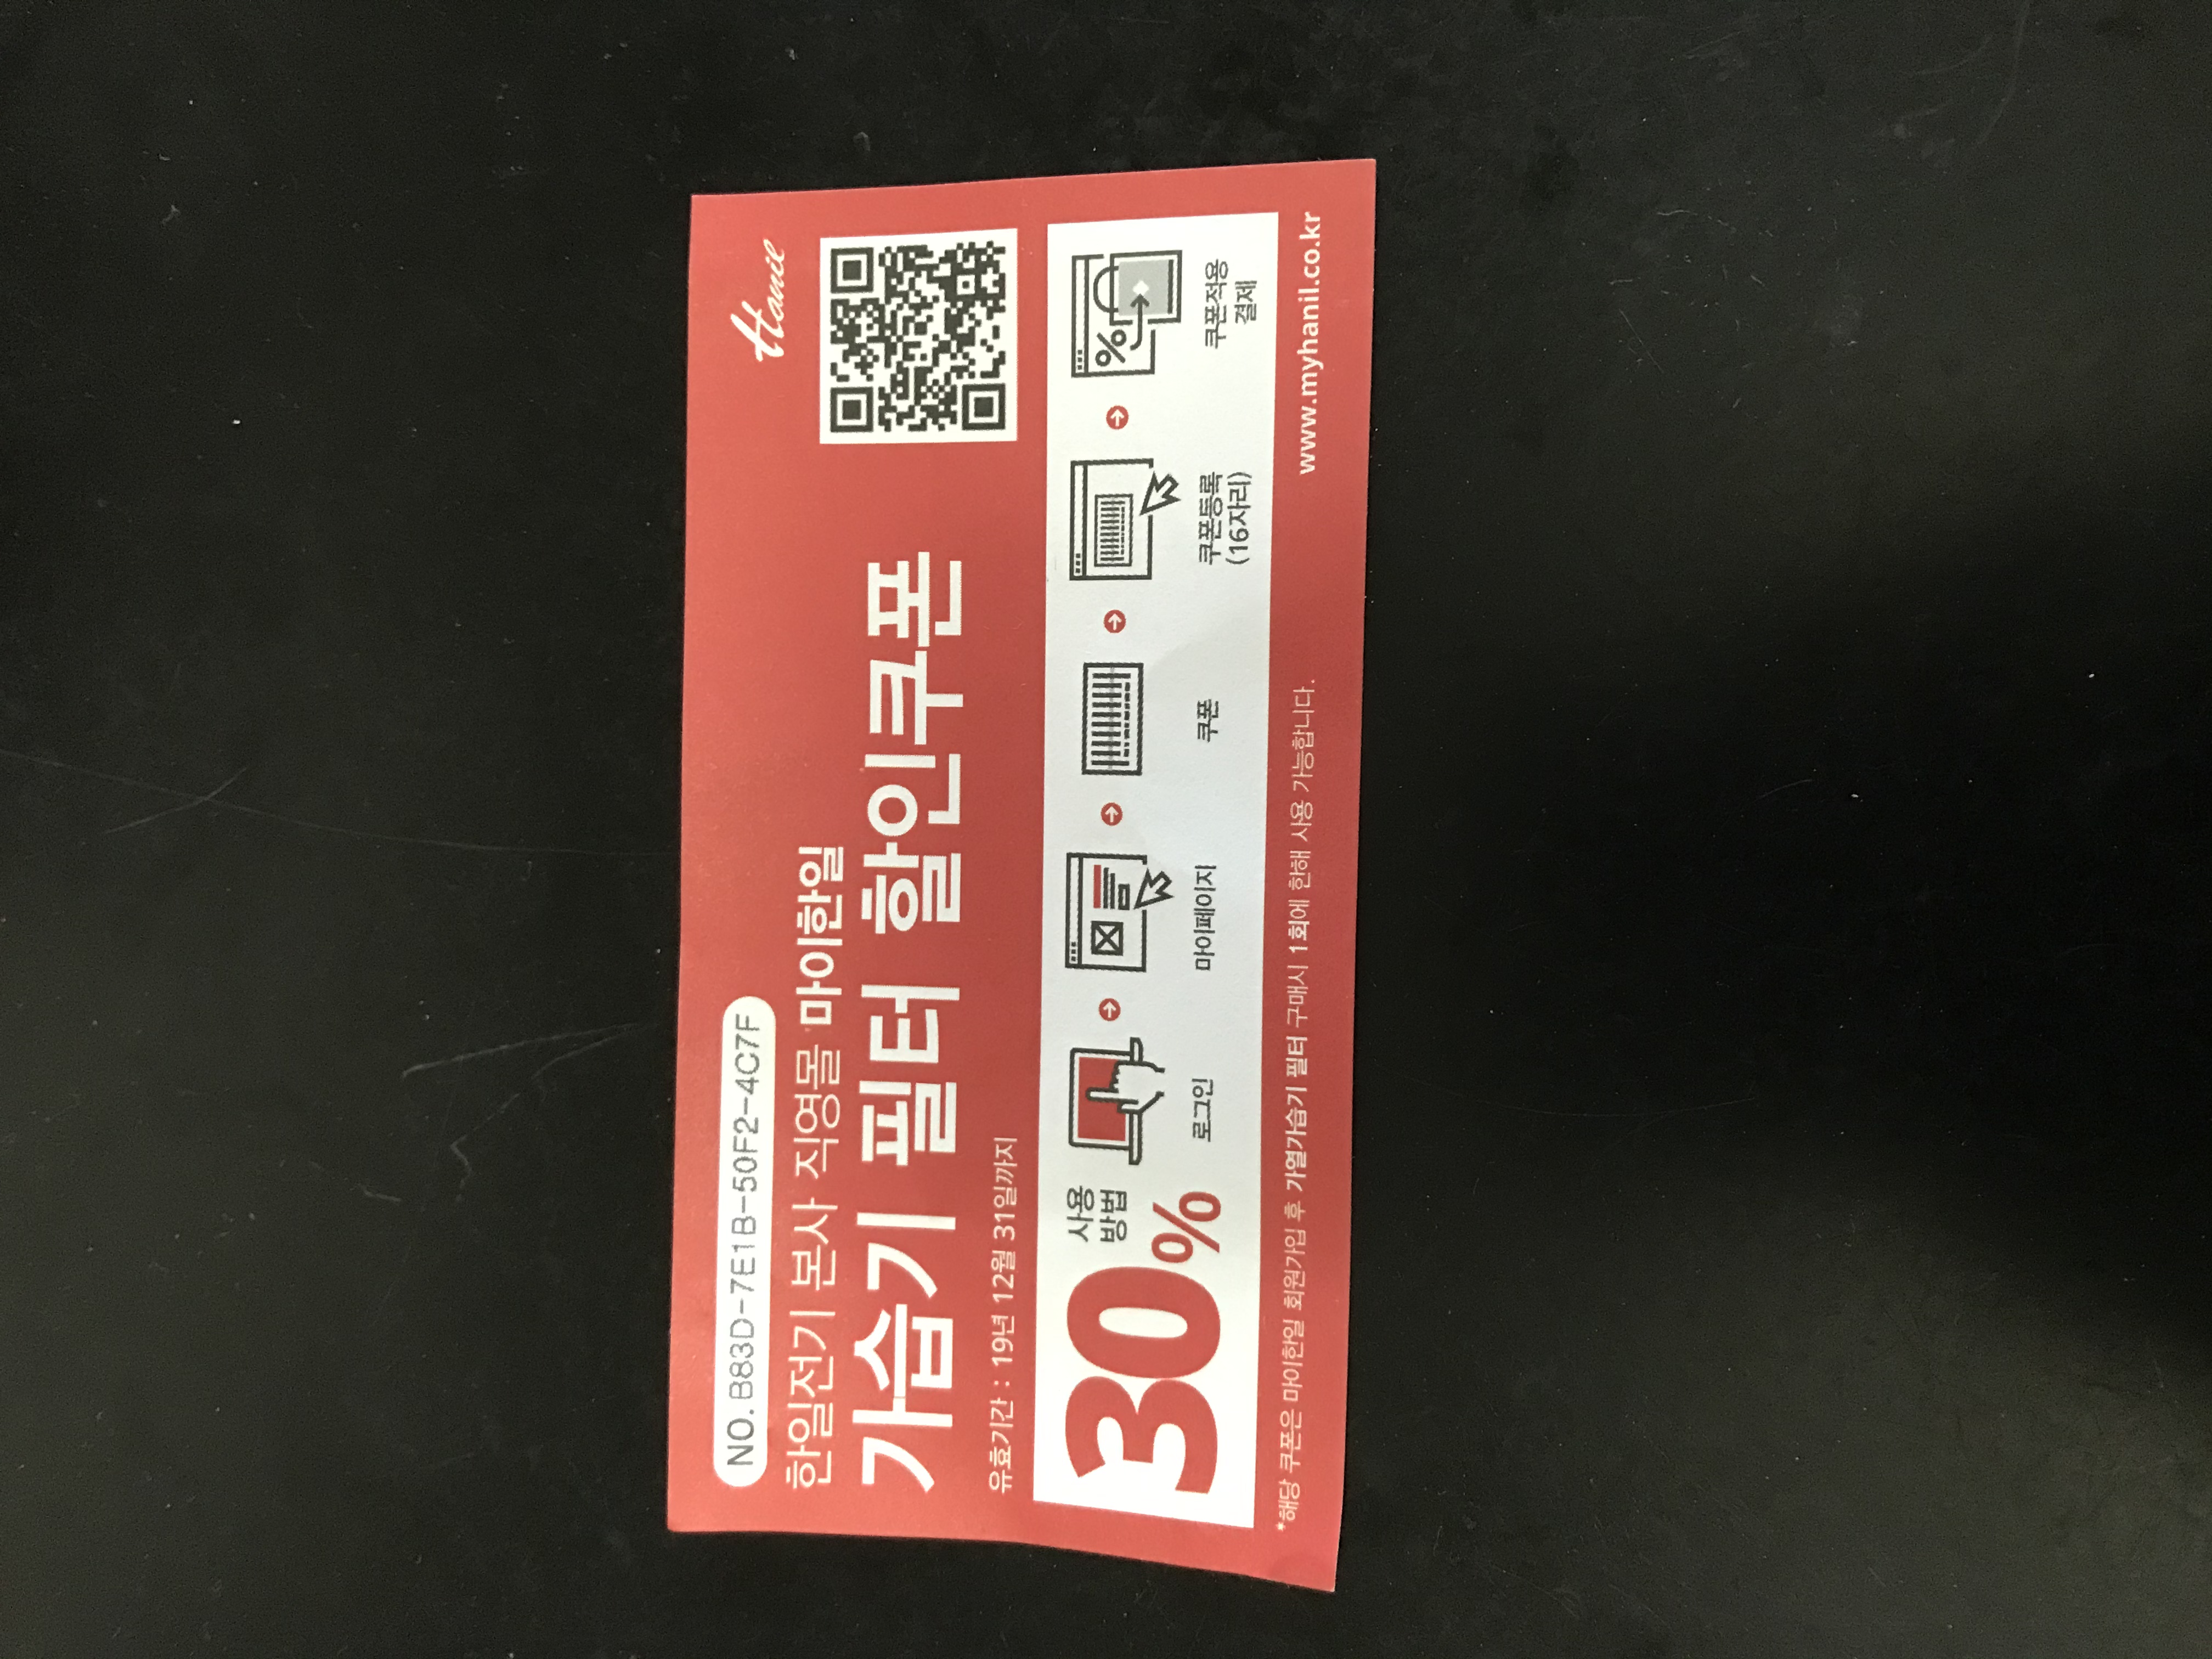 NO.B83D-7E1B-50F2-4C7F
Hanil
한일전기 본사 직영몰 마이한일
가습기 필터 할인쿠폰
유효기간 : 19년 12월 31일까지
30%
사용
방법
로그인
마이페이지
쿠폰
쿠폰등록
(16자리)
쿠폰적용
결제
*해당 쿠폰은 마이한일 회원가입 후 가열가습기 필터 구매시 1회에 한해 사용 가능합니다.
www.myhanil.co.kr